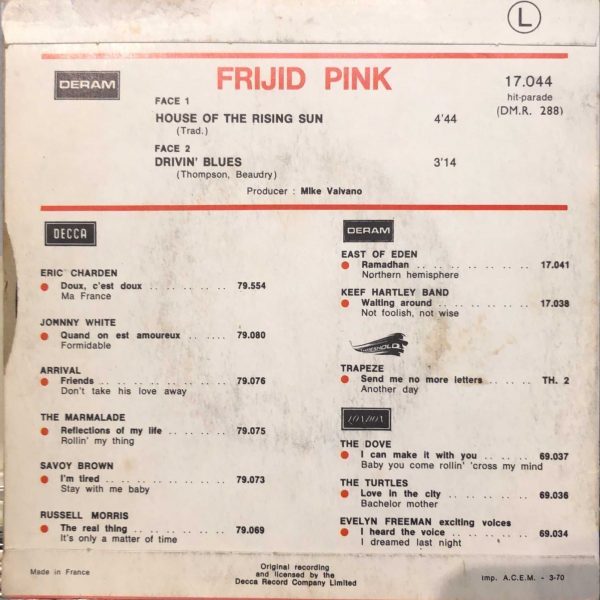 L
DERAM
FRIJID PINK
17.044
hit-parade
(DM.R. 288)
FACE 1
HOUSE OF THE RISING SUN 4'44
(Trad.)
FACE 2
DRIVIN' BLUES 3'14
(Thompson, Beaudry)
Producer : Mike Valvano
DECCA
ERIC CHARDEN
Doux, c'est doux .. .. .. .. .. 79.554
Ma France
JOHNNY WHITE
Quand on est amoureux .. .... 79.080
Formidable
ARRIVAL
Friends .. .. .. .. .. .. .. .. 79.076
Don't take his love away
THE MARMALADE
Reflections of my life .. .. .. .. 79.075
Rollin' my thing
SAVOY BROWN
I'm tired .. .. .. .. .. .. .. 79.073
Stay with me baby
RUSSELL MORRIS
The real thing .. .. .. .. .. .. 79.069
It's only a matter of time
DERAM
EAST OF EDEN
Ramadhan .. .. .. .. .. .. .. 17.041
Northern hemisphere
KEEF HARTLEY BAND
Waiting around .. .. .. .. .. .. 17.038
Not foolish, not wise
THRESHOLD
TRAPEZE
Send me no more letters .. .. .. TH. 2
Another day
LONDON
THE DOVE
I can make it with you .. .. .. .. 69.037
Baby you come rollin' 'cross my mind
THE TURTLES
Love in the city .. .. .. .. .. 69.036
Bachelor mother
EVELYN FREEMAN exciting voices
I heard the voice .. .. .. .. .. 69.034
I dreamed last night
Made in France
Original recording
and licensed by the
Decca Record Company Limited
Imp. A.C.E.M. - 3-70